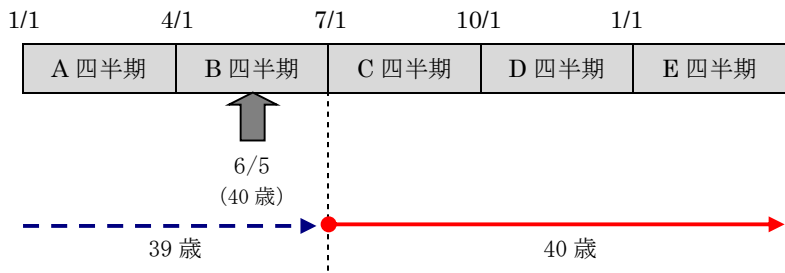 1/1 4/1 7/1 10/1 1/1
A 四半期 B 四半期 C 四半期 D 四半期 E 四半期
6/5
（40 歳）
39 歳 40 歳